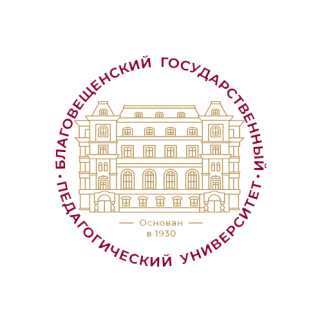 БЛАГОВЕЩЕНСКИЙ ГОСУДАРСТВЕННЫЙ
· ПЕДАГОГИЧЕСКИЙ УНИВЕРСИТЕТ ·
Основан
в 1930